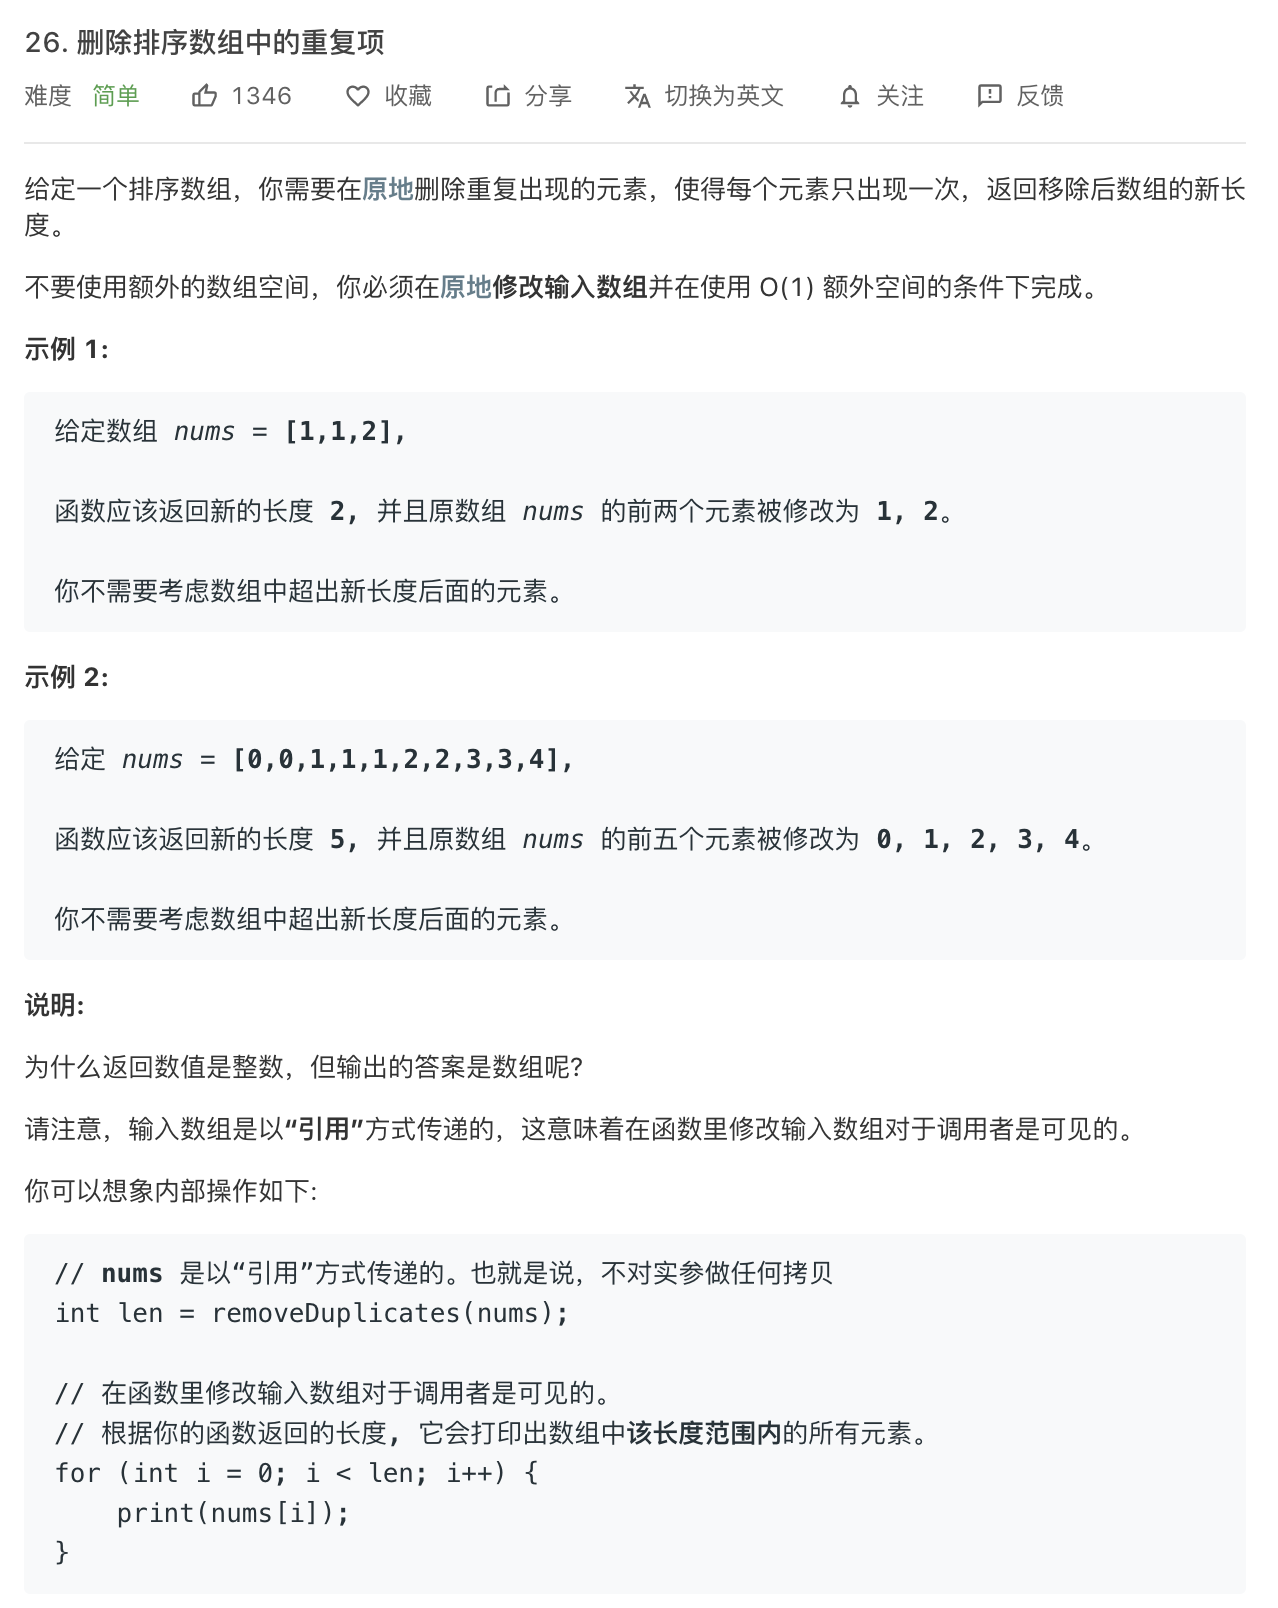 26. 删除排序数组中的重复项
难度 简单 1346 收藏 分享 切换为英文 关注 反馈
给定一个排序数组，你需要在原地删除重复出现的元素，使得每个元素只出现一次，返回移除后数组的新长
度。
不要使用额外的数组空间，你必须在原地修改输入数组并在使用 O(1) 额外空间的条件下完成。
示例 1:
给定数组 nums = [1,1,2],
函数应该返回新的长度 2, 并且原数组 nums 的前两个元素被修改为 1, 2。
你不需要考虑数组中超出新长度后面的元素。
示例 2:
给定 nums = [0,0,1,1,1,2,2,3,3,4],
函数应该返回新的长度 5, 并且原数组 nums 的前五个元素被修改为 0, 1, 2, 3, 4。
你不需要考虑数组中超出新长度后面的元素。
说明:
为什么返回数值是整数，但输出的答案是数组呢?
请注意，输入数组是以“引用”方式传递的，这意味着在函数里修改输入数组对于调用者是可见的。
你可以想象内部操作如下:
// nums 是以“引用”方式传递的。也就是说，不对实参做任何拷贝
int len = removeDuplicates(nums);
// 在函数里修改输入数组对于调用者是可见的。
// 根据你的函数返回的长度, 它会打印出数组中该长度范围内的所有元素。
for (int i = 0; i < len; i++) {
    print(nums[i]);
}